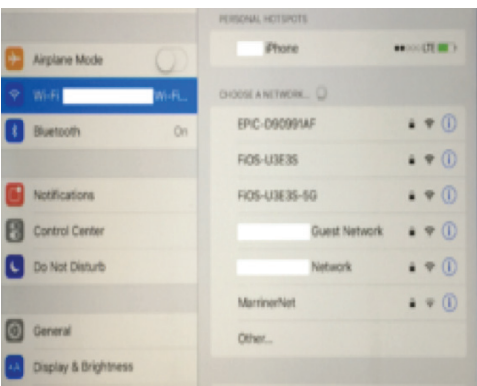 Airplane Mode
Wi-Fi Wi-Fi...
Bluetooth On
Notifications
Control Center
Do Not Disturb
General
Display & Brightness
PERSONAL HOTSPOTS
iPhone LTE
CHOOSE A NETWORK...
EPIC-D90991AF
FiOS-U3E3S
FiOS-U3E3S-5G
Guest Network
Network
MarrinerNet
Other...